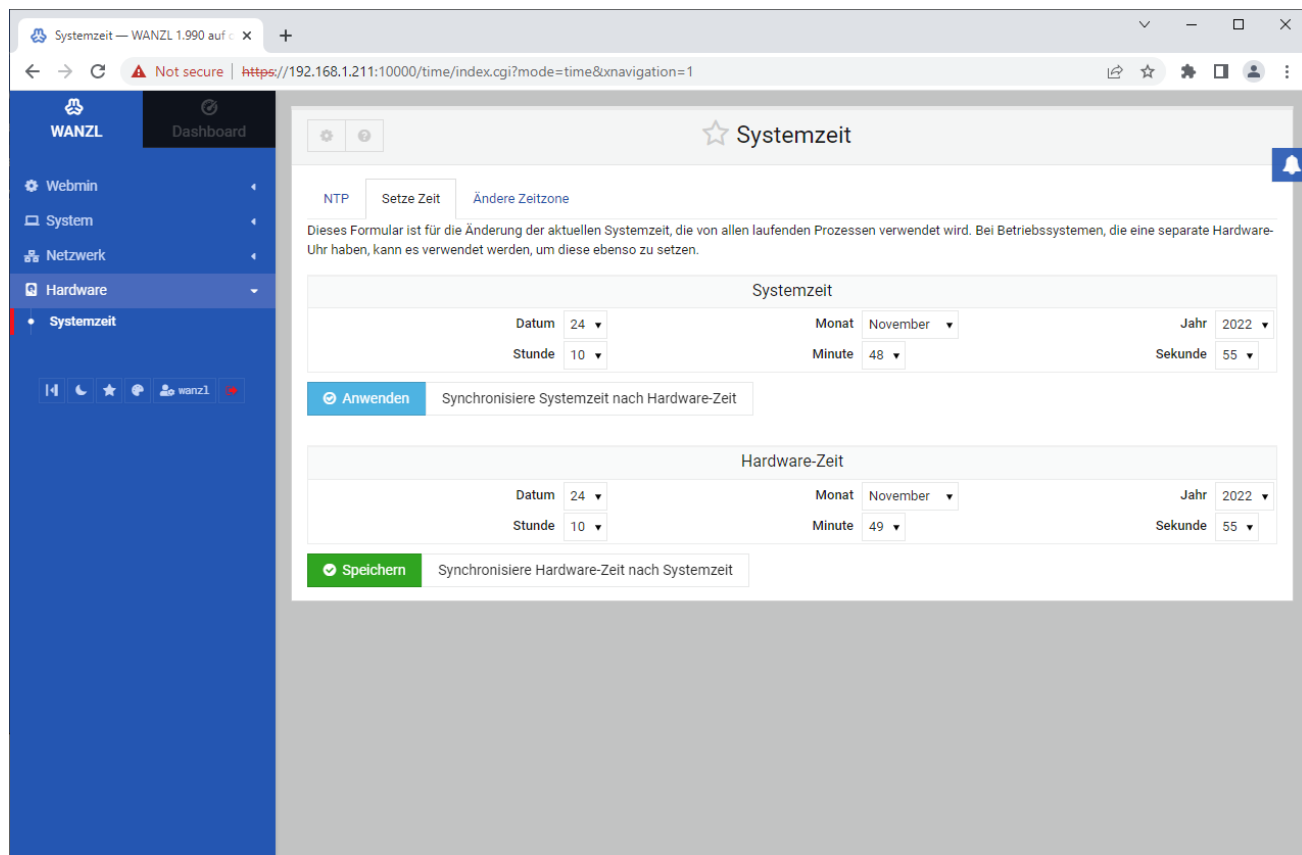 Systemzeit — WANZL 1.990 auf
Not secure | https://192.168.1.211:10000/time/index.cgi?mode=time&xnavigation=1
WANZL
Dashboard
Webmin
System
Netzwerk
Hardware
Systemzeit
wanzl
Systemzeit
NTP Setze Zeit Ändere Zeitzone
Dieses Formular ist für die Änderung der aktuellen Systemzeit, die von allen laufenden Prozessen verwendet wird. Bei Betriebssystemen, die eine separate Hardware-
Uhr haben, kann es verwendet werden, um diese ebenso zu setzen.
Systemzeit
Datum 24 Monat November Jahr 2022
Stunde 10 Minute 48 Sekunde 55
Anwenden Synchronisiere Systemzeit nach Hardware-Zeit
Hardware-Zeit
Datum 24 Monat November Jahr 2022
Stunde 10 Minute 49 Sekunde 55
Speichern Synchronisiere Hardware-Zeit nach Systemzeit